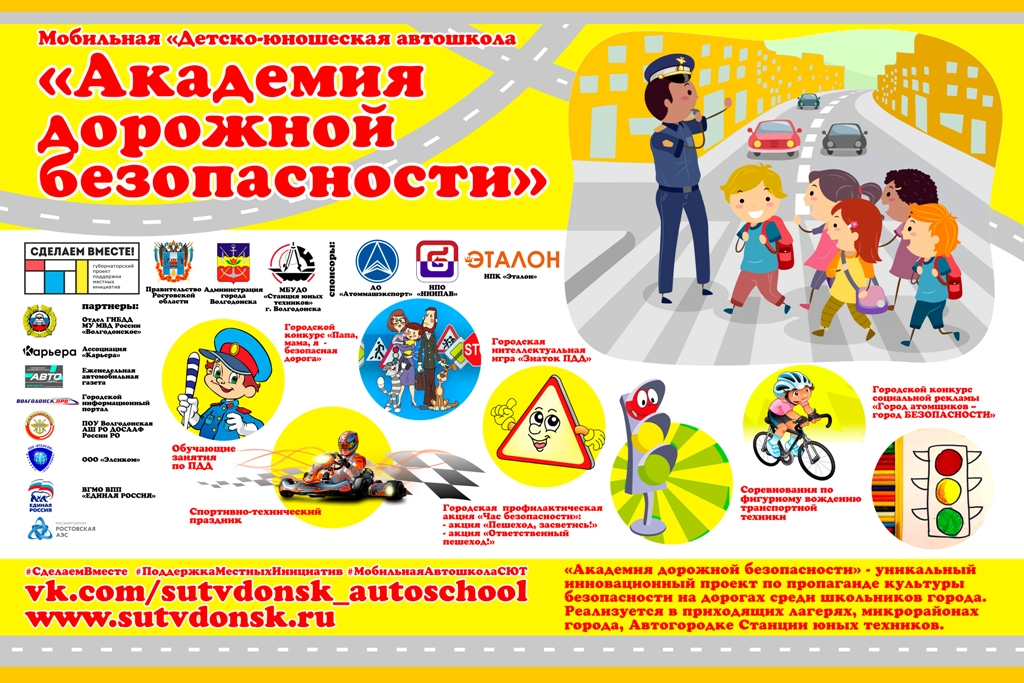 Мобильная «Детско-юношеская автошкола
«Академия
дорожной
безопасности»
СДЕЛАЕМ ВМЕСТЕ!
губернаторский
проект
поддержки
местных
инициатив
Правительство
Ростовской
области
Администрация
города
Волгодонска
МБУДО
«Станция юных
техников»
г. Волгодонска
спонсоры:
АО
«Атоммашэкспорт»
НПО
«НИИПАВ»
ЭТАЛОН
НПК «Эталон»
партнеры:
Отдел ГИБДД
МУ МВД России
«Волгодонское»
Карьера
Ассоциация
«Карьера»
АВТО
Еженедельная
автомобильная
газета
ВОЛГОДОНСК.ПРО
Городской
информационный
портал
ПОУ Волгодонская
АШ РО ДОСААФ
России РО
ООО «Элсиком»
ЕДИНАЯ
РОССИЯ
ВГМО ВПП
«ЕДИНАЯ РОССИЯ»
РОСЭНЕРГОАТОМ
РОСТОВСКАЯ
АЭС
Городской
конкурс «Папа,
мама, я -
безопасная
дорога»
STO
Городская
интеллектуальная
игра «Знаток ПДД»
Обучающие
занятия
по ПДД
Спортивно-технический
праздник
Городская профилактическая
акция «Час безопасности»:
- акция «Пешеход, засветись!»
- акция «Ответственный
пешеход!»
Соревнования по
фигурному вождению
транспортной
техники
Городской конкурс
социальной рекламы
«Город атомщиков –
город БЕЗОПАСНОСТИ»
#СделаемВместе #ПоддержкаМестныхИнициатив #МобильнаяАвтошколаСЮТ
vk.com/sutvdonsk_autoschool
www.sutvdonsk.ru
«Академия дорожной безопасности» - уникальный
инновационный проект по пропаганде культуры
безопасности на дорогах среди школьников города.
Реализуется в приходящих лагерях, микрорайонах
города, Автогородке Станции юных техников.